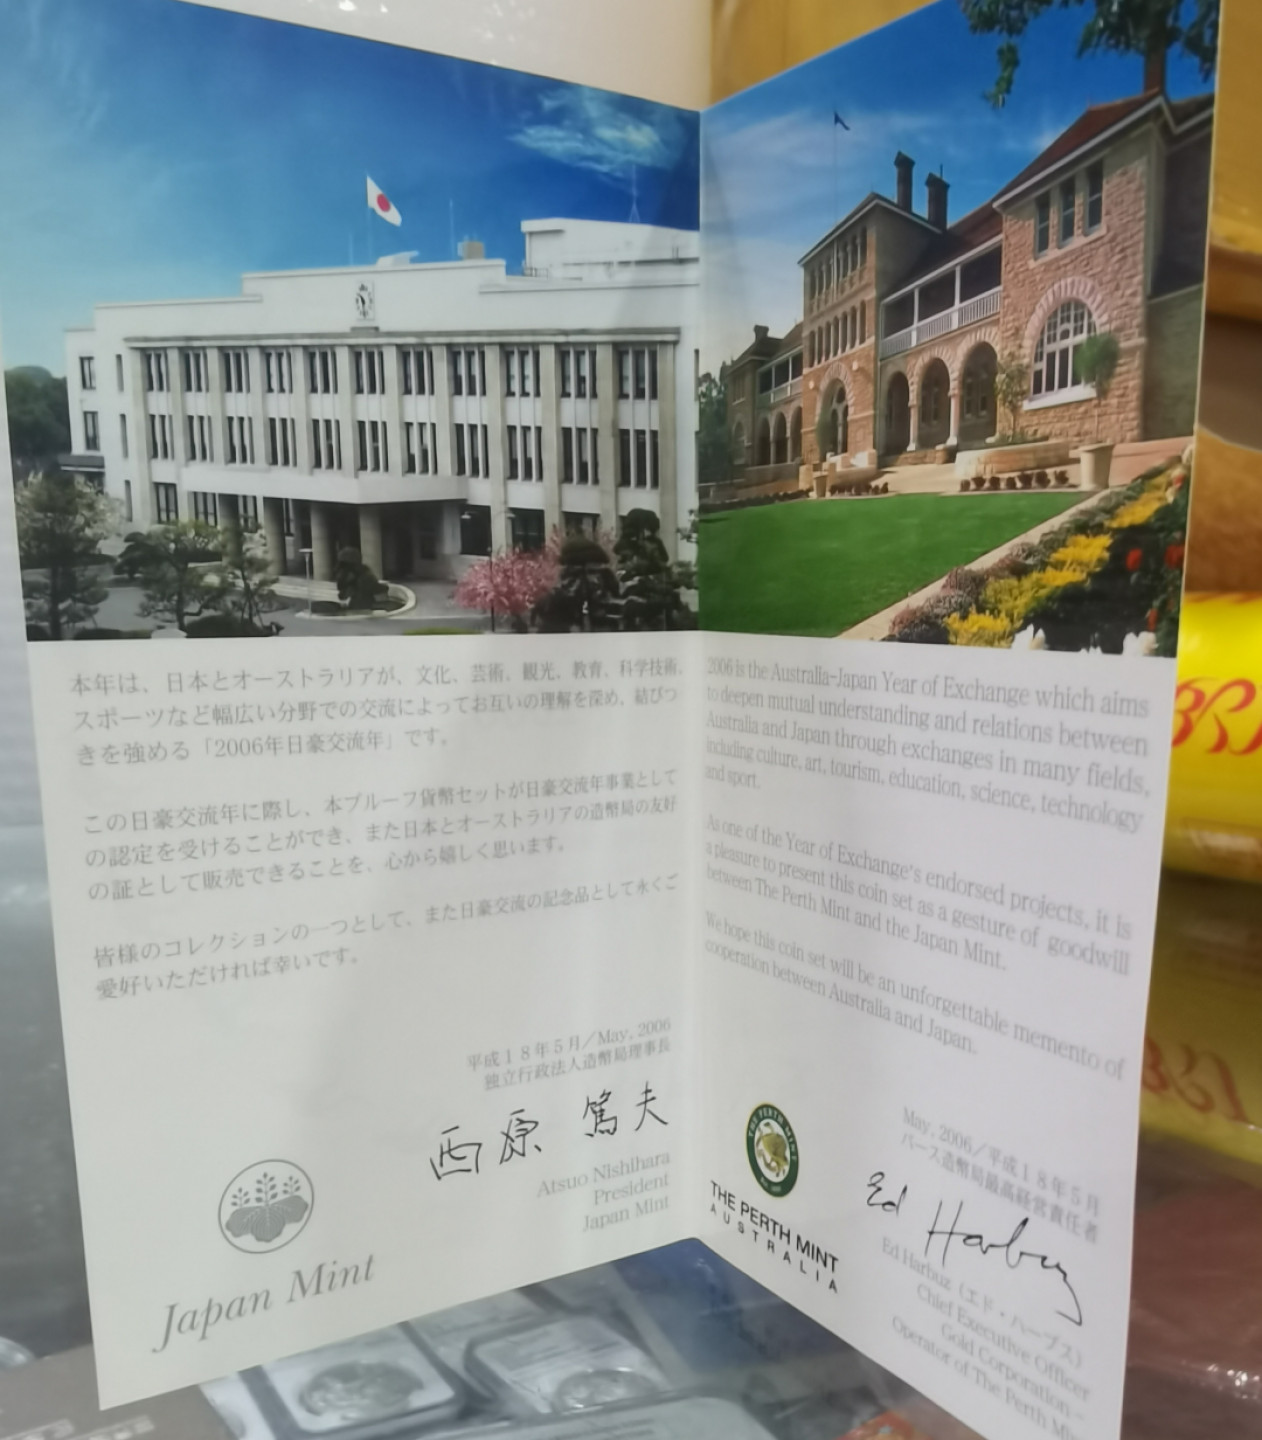 本年は、日本とオーストラリアが、文化、芸術、観光、教育、科学技術、
スポーツなど幅広い分野での交流によってお互いの理解を深め、結びつ
きを強める「2006年日豪交流年」です。
この日豪交流年に際し、本プルーフ貨幣セットが日豪交流年事業として
の認定を受けることができ、また日本とオーストラリアの造幣局の友好
の証として販売できることを、心から嬉しく思います。
皆様のコレクションの一つとして、また日豪交流の記念品として永くご
愛好いただければ幸いです。
平成18年5月／May, 2006
独立行政法人造幣局理事長
西原 篤夫
Atsuo Nishihara
President
Japan Mint
Japan Mint
2006 is the Australia-Japan Year of Exchange which aims
to deepen mutual understanding and relations between
Australia and Japan through exchanges in many fields,
including culture, art, tourism, education, science, technology
and sport.
As one of the Year of Exchange's endorsed projects, it is
a pleasure to present this coin set as a gesture of goodwill
between The Perth Mint and the Japan Mint.
We hope this coin set will be an unforgettable memento of
cooperation between Australia and Japan.
May, 2006／平成18年5月
パース造幣局最高経営責任者
Ed Harbuz
Ed Harbuz（エド・ハーブス）
Chief Executive Officer
Gold Corporation –
Operator of The Perth
THE PERTH MINT
THE PERTH MINT
AUSTRALIA